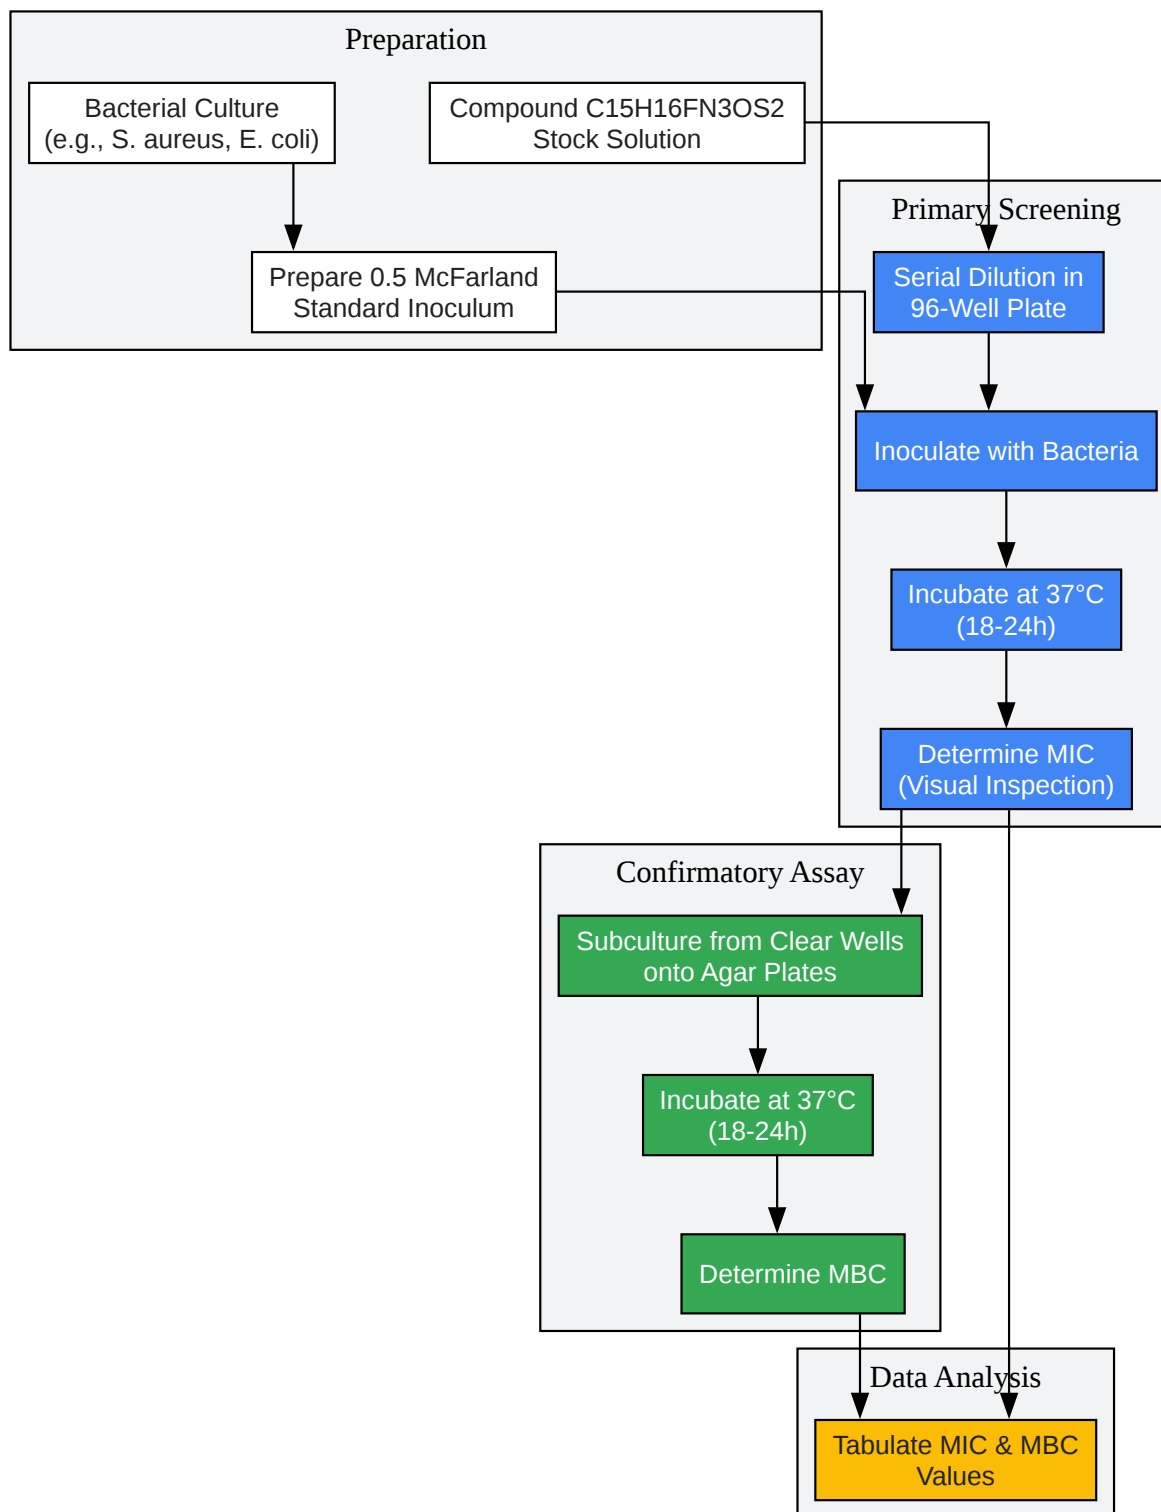 Preparation
Bacterial Culture
(e.g., S. aureus, E. coli)
Compound C15H16FN3OS2
Stock Solution
Prepare 0.5 McFarland
Standard Inoculum
Primary Screening
Serial Dilution in
96-Well Plate
Inoculate with Bacteria
Incubate at 37°C
(18-24h)
Determine MIC
(Visual Inspection)
Confirmatory Assay
Subculture from Clear Wells
onto Agar Plates
Incubate at 37°C
(18-24h)
Determine MBC
Data Analysis
Tabulate MIC & MBC
Values